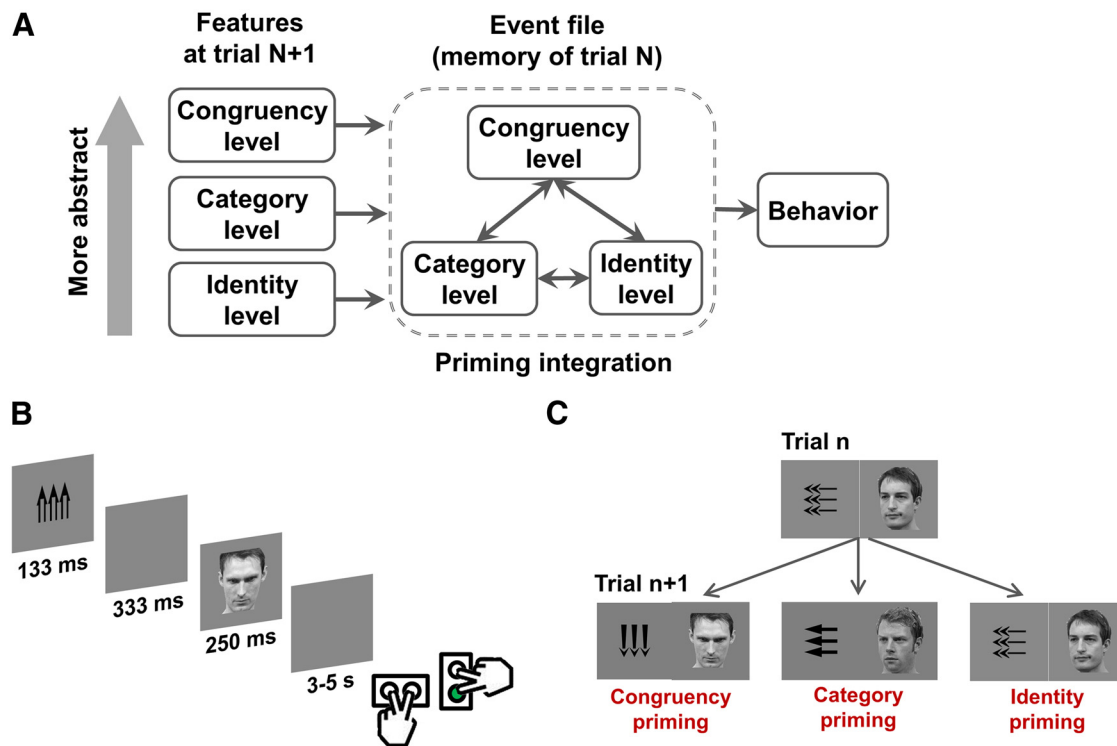 A
Features
at trial N+1
Event file
(memory of trial N)
More abstract
Congruency
level
Category
level
Identity
level
Congruency
level
Category
level
Identity
level
Behavior
Priming integration
B
133 ms
333 ms
250 ms
3-5 s
C
Trial n
Trial n+1
Congruency
priming
Category
priming
Identity
priming